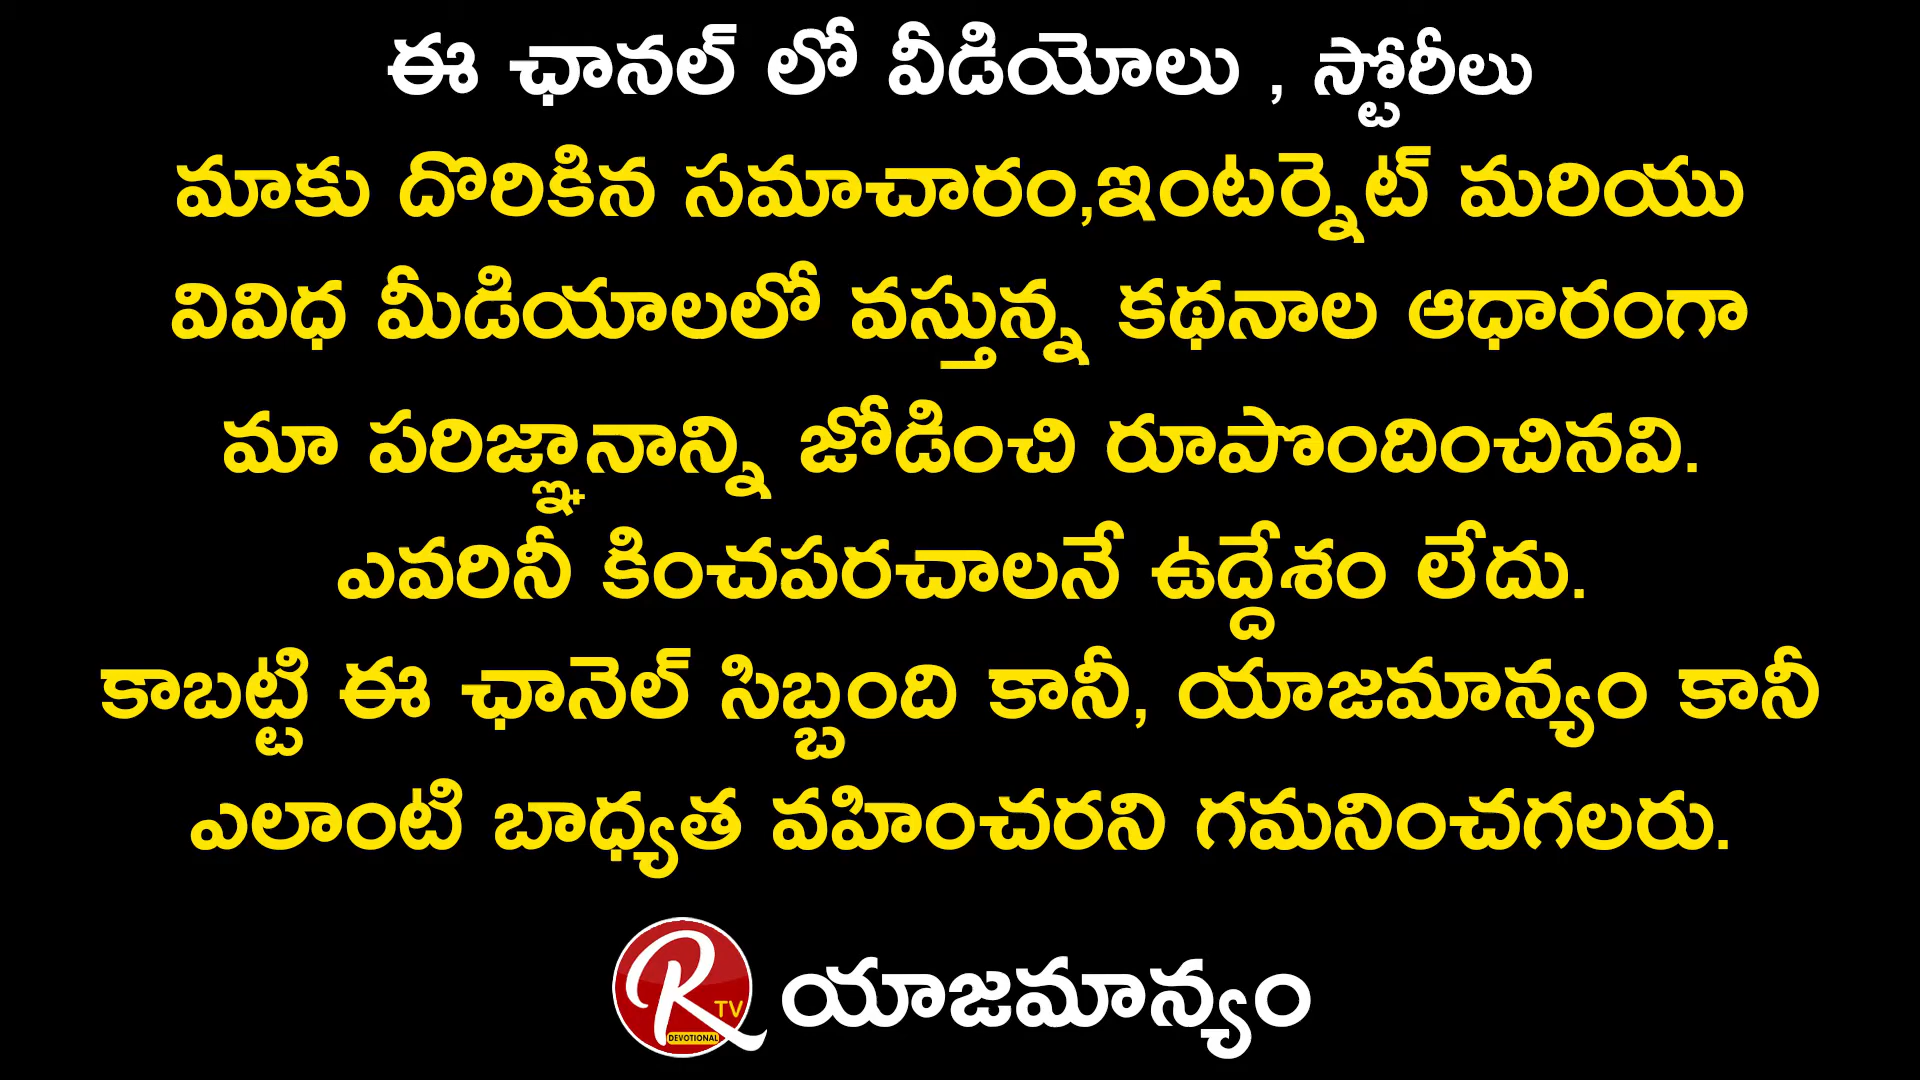 ఈ ఛానల్ లో వీడియోలు , స్టోరీలు
మాకు దొరికిన సమాచారం,ఇంటర్నెట్ మరియు
వివిధ మీడియాలలో వస్తున్న కథనాల ఆధారంగా
మా పరిజ్ఞానాన్ని జోడించి రూపొందించినవి.
ఎవరినీ కించపరచాలనే ఉద్దేశం లేదు.
కాబట్టి ఈ ఛానెల్ సిబ్బంది కానీ, యాజమాన్యం కానీ
ఎలాంటి బాధ్యత వహించరని గమనించగలరు.
R TV DEVOTIONAL యాజమాన్యం